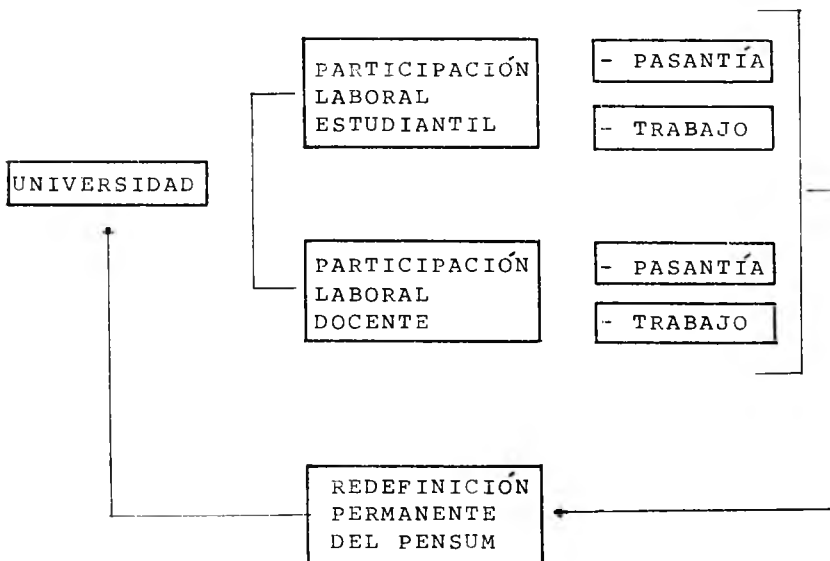 PARTICIPACIÓN
LABORAL
ESTUDIANTIL
- PASANTÍA
- TRABAJO
UNIVERSIDAD
PARTICIPACIÓN
LABORAL
DOCENTE
- PASANTÍA
- TRABAJO
REDEFINICIÓN
PERMANENTE
DEL PENSUM